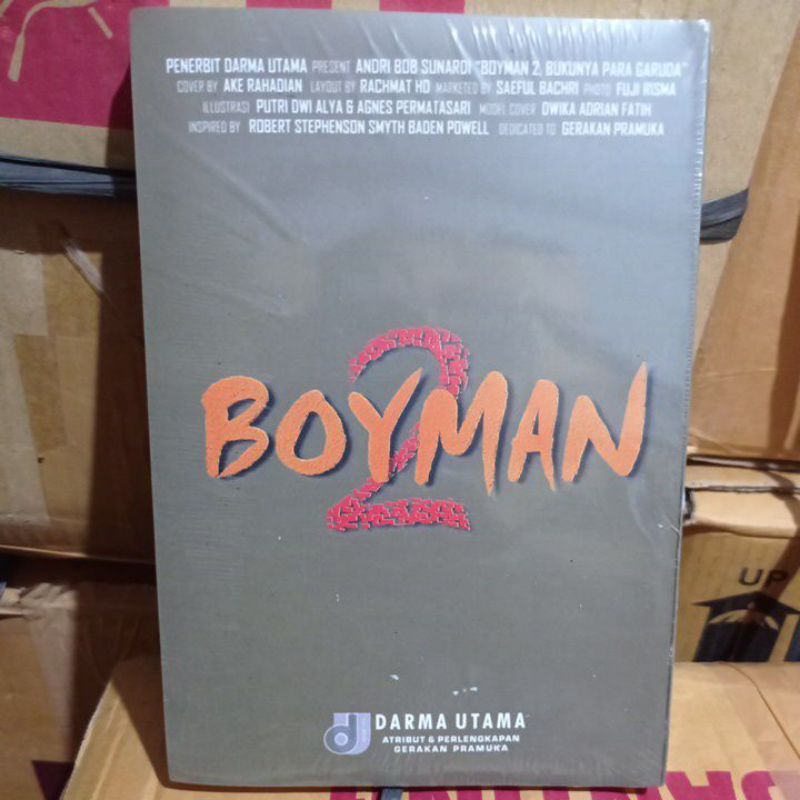 PENERBIT DARMA UTAMA PRESENT ANDRI BOB SUNARDI "BOYMAN 2, BUKUNYA PARA GARUDA"
COVER BY AKE RAHADIAN LAYOUT BY RACHMAT HD MARKETED BY SAEFUL BACHRI PHOTO FUJI RISMA
ILLUSTRASI PUTRI DWI ALYA & AGNES PERMATASARI MODEL COVER DWIKA ADRIAN FATIH
INSPIRED BY ROBERT STEPHENSON SMYTH BADEN POWELL DEDICATED TO GERAKAN PRAMUKA
2
BOYMAN
DARMA UTAMA
ATRIBUT & PERLENGKAPAN
GERAKAN PRAMUKA
UP